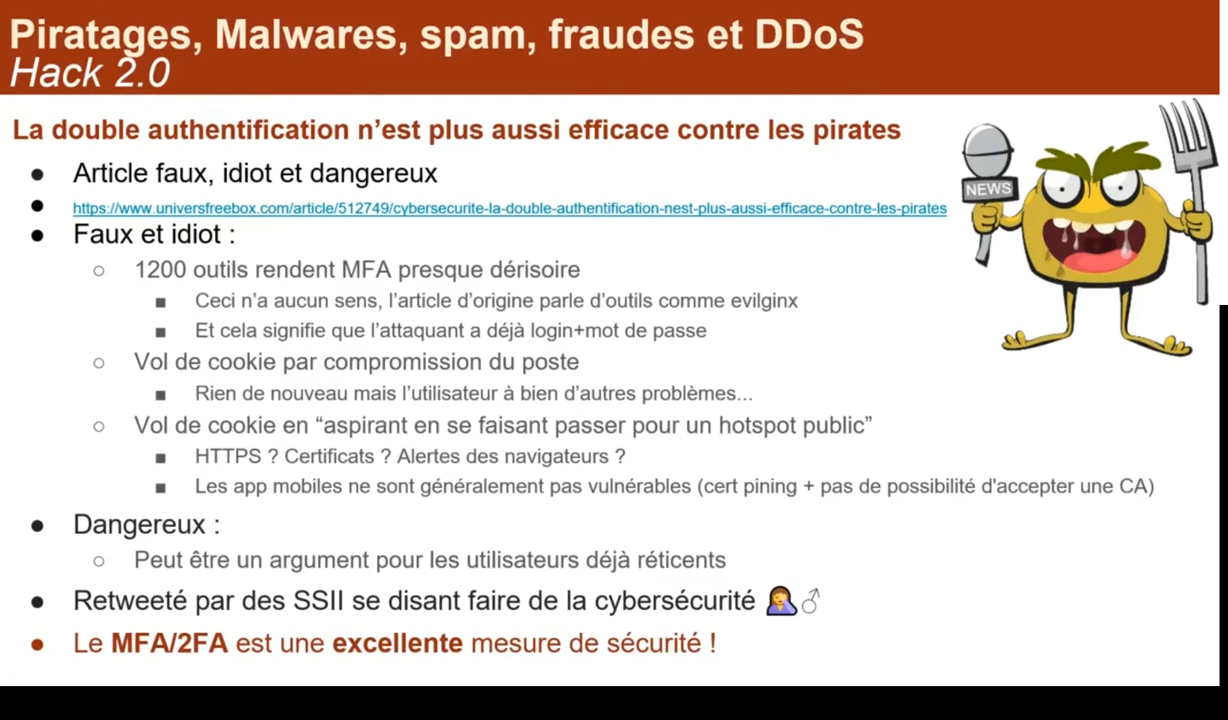 Piratages, Malwares, spam, fraudes et DDoS
Hack 2.0
La double authentification n’est plus aussi efficace contre les pirates
● Article faux, idiot et dangereux
NEWS
● https://www.universfreebox.com/article/512749/cybersecurite-la-double-authentification-nest-plus-aussi-efficace-contre-les-pirates
● Faux et idiot :
○ 1200 outils rendent MFA presque dérisoire
■ Ceci n’a aucun sens, l’article d’origine parle d’outils comme evilginx
■ Et cela signifie que l’attaquant a déjà login+mot de passe
○ Vol de cookie par compromission du poste
■ Rien de nouveau mais l’utilisateur à bien d’autres problèmes...
○ Vol de cookie en “aspirant en se faisant passer pour un hotspot public”
■ HTTPS ? Certificats ? Alertes des navigateurs ?
■ Les app mobiles ne sont généralement pas vulnérables (cert pining + pas de possibilité d'accepter une CA)
● Dangereux :
○ Peut être un argument pour les utilisateurs déjà réticents
● Retweeté par des SSII se disant faire de la cybersécurité 🤦♂
● Le MFA/2FA est une excellente mesure de sécurité !